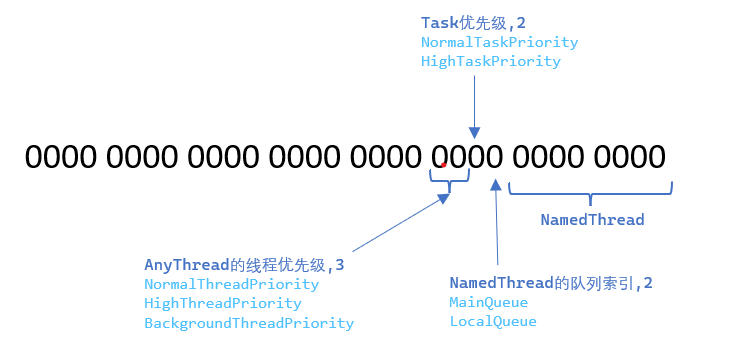 Task优先级,2
NormalTaskPriority
HighTaskPriority
0000 0000 0000 0000 0000 0000 0000 0000
NamedThread
AnyThread的线程优先级,3
NormalThreadPriority
HighThreadPriority
BackgroundThreadPriority
NamedThread的队列索引,2
MainQueue
LocalQueue